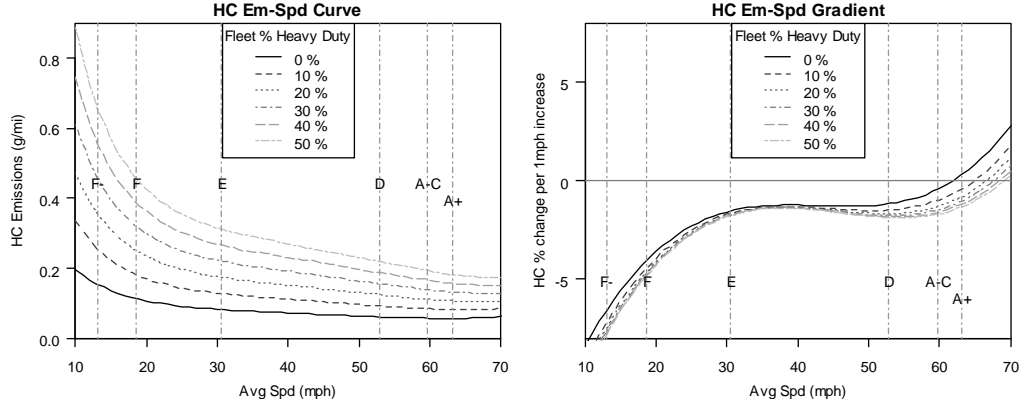 HC Em-Spd Curve
HC Emissions (g/mi)
0.8
0.6
0.4
0.2
0.0
Fleet % Heavy Duty
0 %
10 %
20 %
30 %
40 %
50 %
F-
F
E
D
A-C
A+
10 20 30 40 50 60 70
Avg Spd (mph)
HC Em-Spd Gradient
HC % change per 1mph increase
5
0
-5
Fleet % Heavy Duty
0 %
10 %
20 %
30 %
40 %
50 %
F-
F
E
D
A-C
A+
10 20 30 40 50 60 70
Avg Spd (mph)